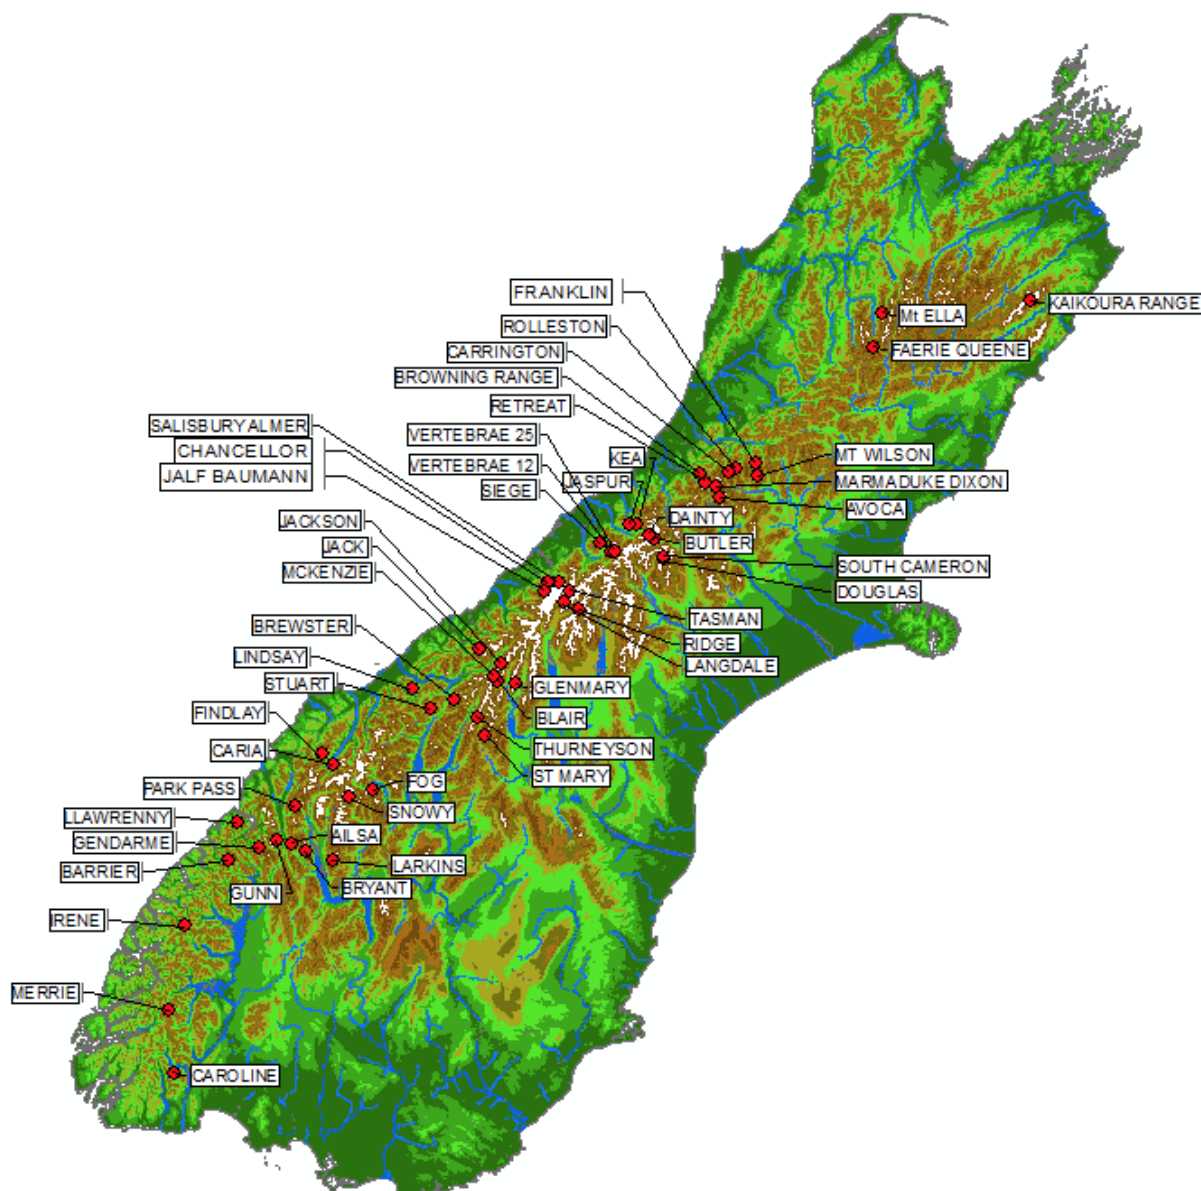 FRANKLIN
KAIKOURA RANGE
Mt ELLA
ROLLESTON
CARRINGTON
FAERIE QUEENE
BROWNING RANGE
RETREAT
SALISBURY ALMER
VERTEBRAE 25
CHANCELLOR
KEA
MT WILSON
VERTEBRAE 12
JALF BAUMANN
JASPUR
MARMADUKE DIXON
SIEGE
AVOCA
JACKSON
DAINTY
JACK
BUTLER
SOUTH CAMERON
MCKENZIE
DOUGLAS
TASMAN
BREWSTER
RIDGE
LINDSAY
LANGDALE
STUART
GLENMARY
FINDLAY
BLAIR
CARIA
THURNEYSON
ST MARY
FOG
PARK PASS
SNOWY
LLAWRENNY
AILSA
GENDARME
LARKINS
BARRIER
GUNN
BRYANT
IRENE
MERRIE
CAROLINE